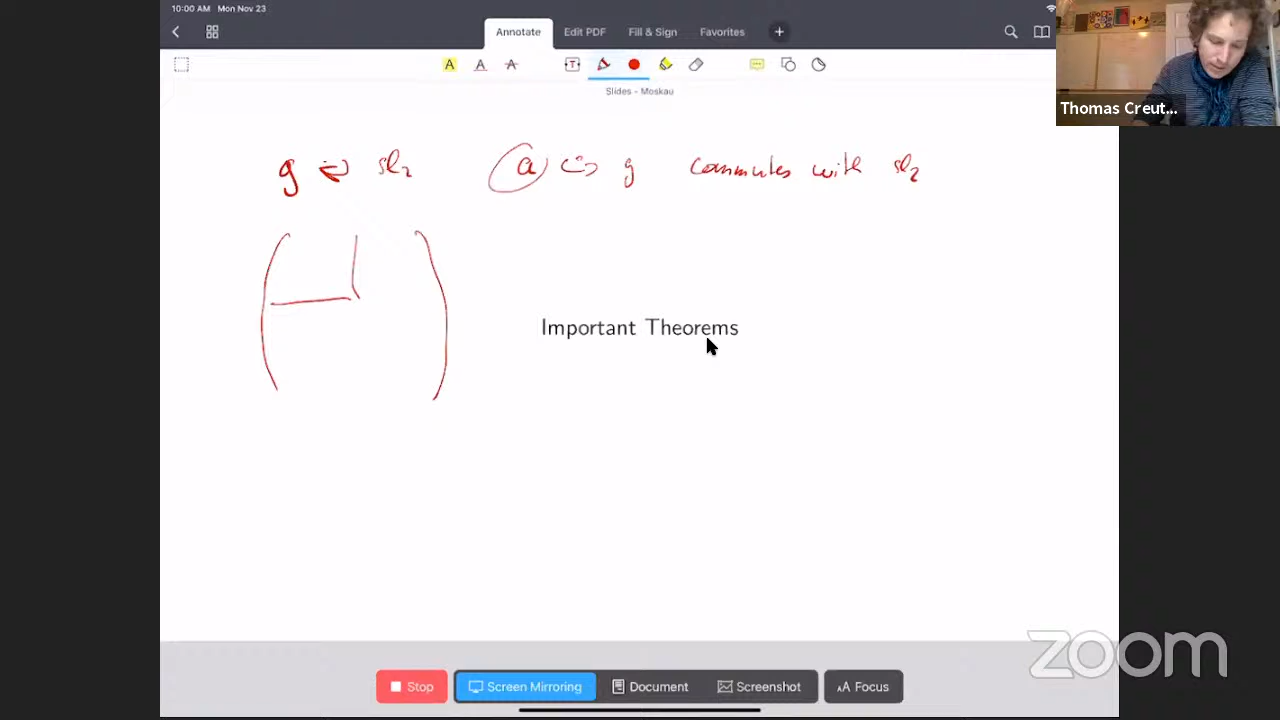 10:00 AM Mon Nov 23
Annotate Edit PDF Fill & Sign Favorites +
A A A T
Slides - Moskau
Thomas Creut...
g ↔ sl₂ a ↔ g commutes with sl₂
Important Theorems
Stop Screen Mirroring Document Screenshot AA Focus
zoom